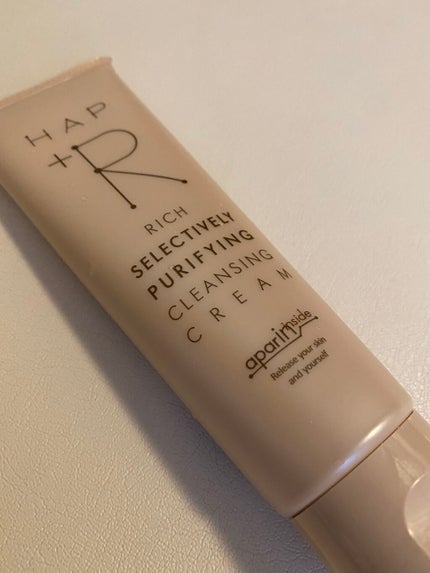 HAP
+R
RICH
SELECTIVELY
PURIFYING
CLEANSING
CREAM
aparinside
Release your skin
and yourself